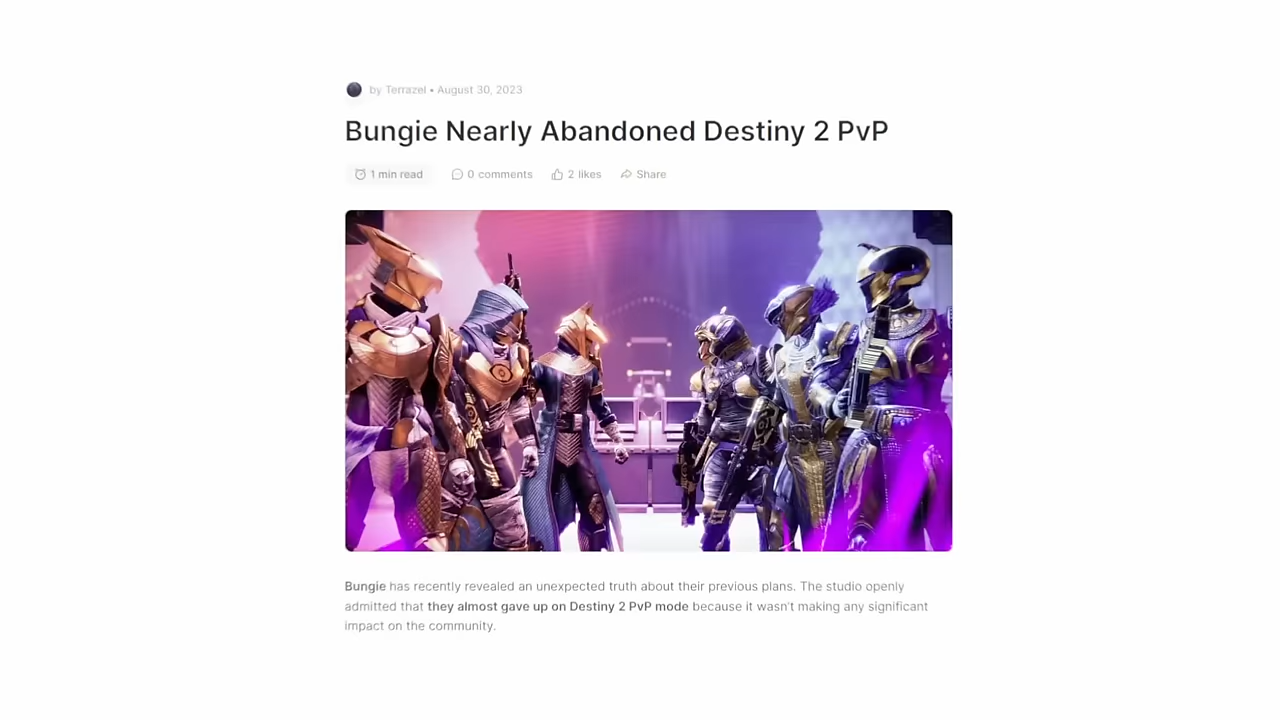 by Terrazel • August 30, 2023
Bungie Nearly Abandoned Destiny 2 PvP
1 min read 0 comments 2 likes Share
Bungie has recently revealed an unexpected truth about their previous plans. The studio openly
admitted that they almost gave up on Destiny 2 PvP mode because it wasn't making any significant
impact on the community.